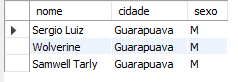 nome cidade sexo
Sergio Luiz Guarapuava M
Wolverine Guarapuava M
Samwell Tarly Guarapuava M